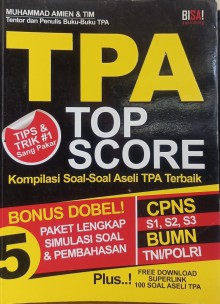 MUHAMMAD AMIEN & TIM
Tentor dan Penulis Buku-Buku TPA
BISA!
TPA
TIPS &
TRIK #1
Sang Pakar
TOP
SCORE
Kompilasi Soal-Soal Aseli TPA Terbaik
BONUS DOBEL!
5 PAKET LENGKAP
SIMULASI SOAL
& PEMBAHASAN
CPNS
S1, S2, S3
BUMN
TNI/POLRI
Plus..!
FREE DOWNLOAD
SUPERLINK
100 SOAL ASELI TPA